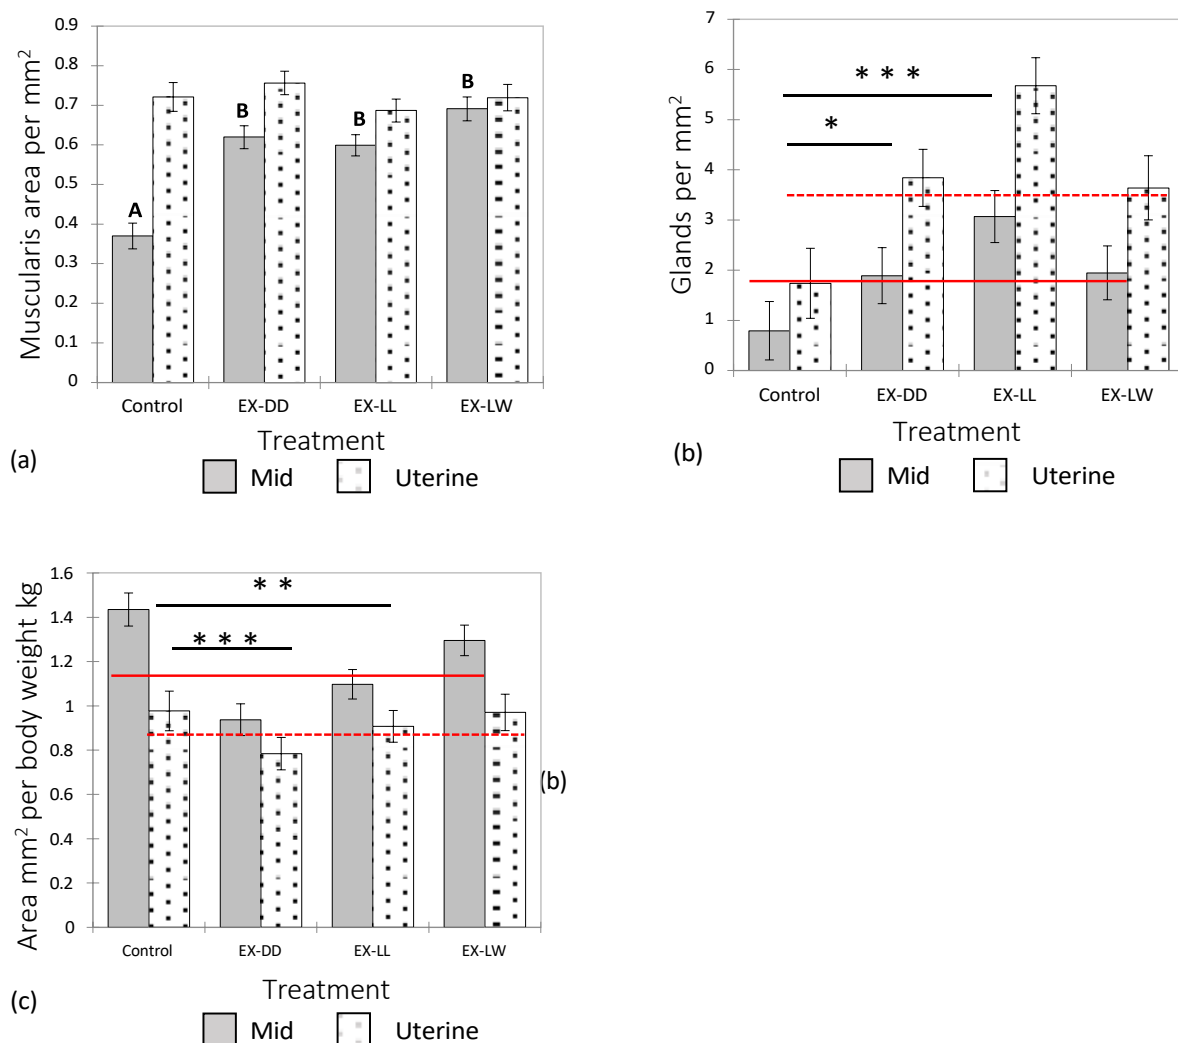 Muscularis area per mm²
0.9
0.8
0.7
0.6
0.5
0.4
0.3
0.2
0.1
0
A
B
B
B
Control EX-DD EX-LL EX-LW
Treatment
(a)
Mid Uterine
Glands per mm²
7
6
5
4
3
2
1
0
* * *
*
Control EX-DD EX-LL EX-LW
Treatment
(b)
Mid Uterine
Area mm² per body weight kg
1.6
1.4
1.2
1
0.8
0.6
0.4
0.2
0
* *
* * *
(b)
Control EX-DD EX-LL EX-LW
Treatment
(c)
Mid Uterine